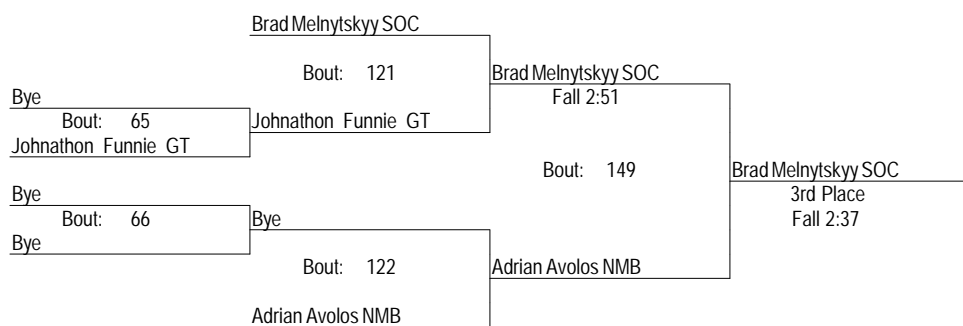 Brad Melnytskyy SOC
Bout: 121
Brad Melnytskyy SOC
Fall 2:51
Bye
Bout: 65
Johnathon Funnie GT
Johnathon Funnie GT
Bout: 149
Brad Melnytskyy SOC
3rd Place
Fall 2:37
Bye
Bout: 66
Bye
Bye
Bout: 122
Adrian Avolos NMB
Adrian Avolos NMB